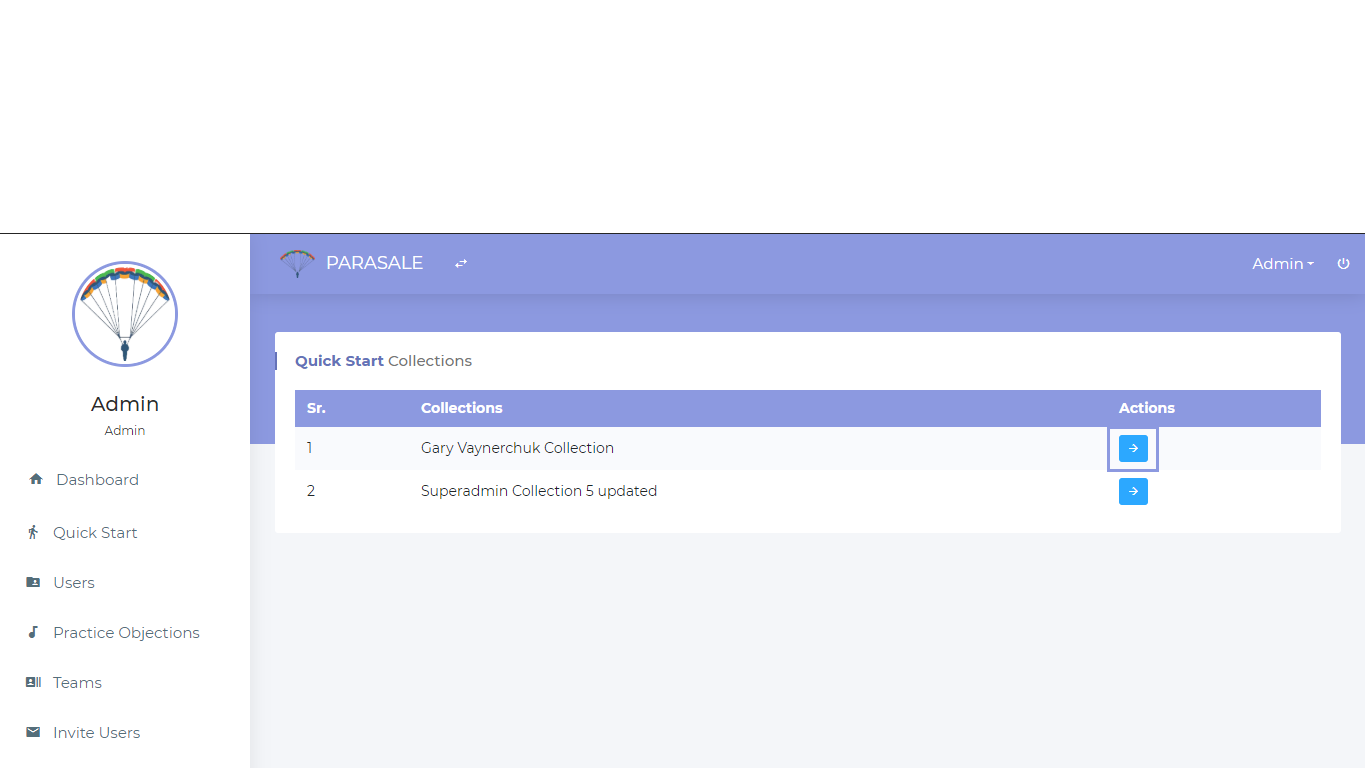 PARASALE
Admin
Admin
Admin
Dashboard
Quick Start
Users
Practice Objections
Teams
Invite Users
Quick Start Collections
Sr. Collections Actions
1 Gary Vaynerchuk Collection
2 Superadmin Collection 5 updated